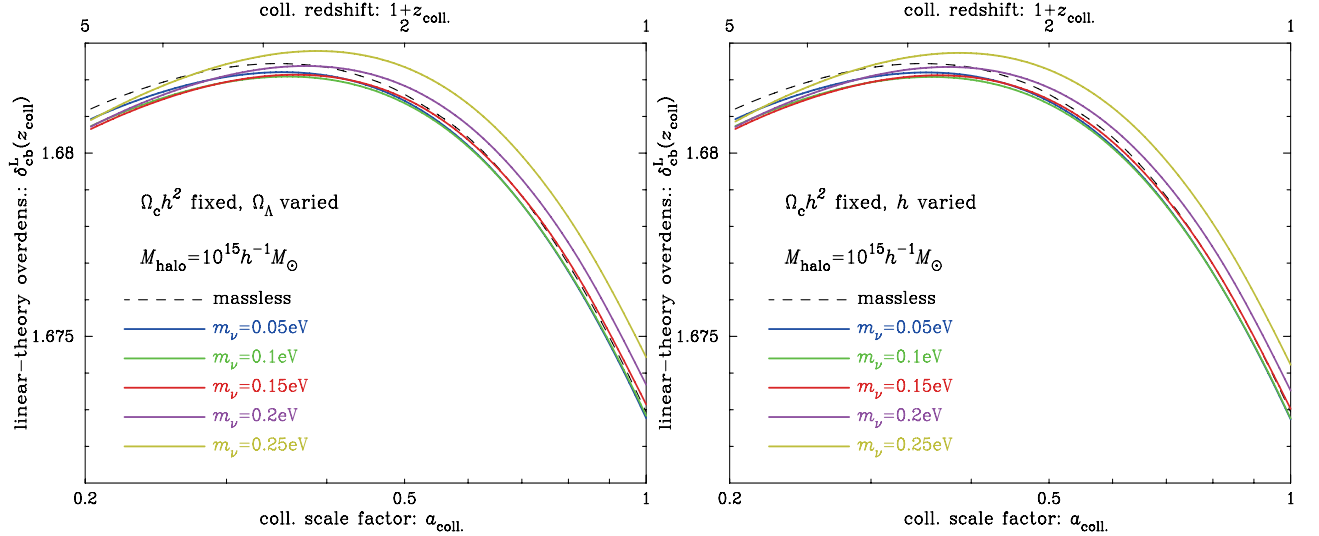 coll. redshift: 1+z_coll.
5 2 1
linear-theory overdens.: δ^L_cb(z_coll)
1.68
1.675
Ω_c h² fixed, Ω_Λ varied
M_halo=10^15 h^-1 M_⊙
massless
m_ν=0.05eV
m_ν=0.1eV
m_ν=0.15eV
m_ν=0.2eV
m_ν=0.25eV
0.2 0.5 1
coll. scale factor: a_coll.
coll. redshift: 1+z_coll.
5 2 1
linear-theory overdens.: δ^L_cb(z_coll)
1.68
1.675
Ω_c h² fixed, h varied
M_halo=10^15 h^-1 M_⊙
massless
m_ν=0.05eV
m_ν=0.1eV
m_ν=0.15eV
m_ν=0.2eV
m_ν=0.25eV
0.2 0.5 1
coll. scale factor: a_coll.